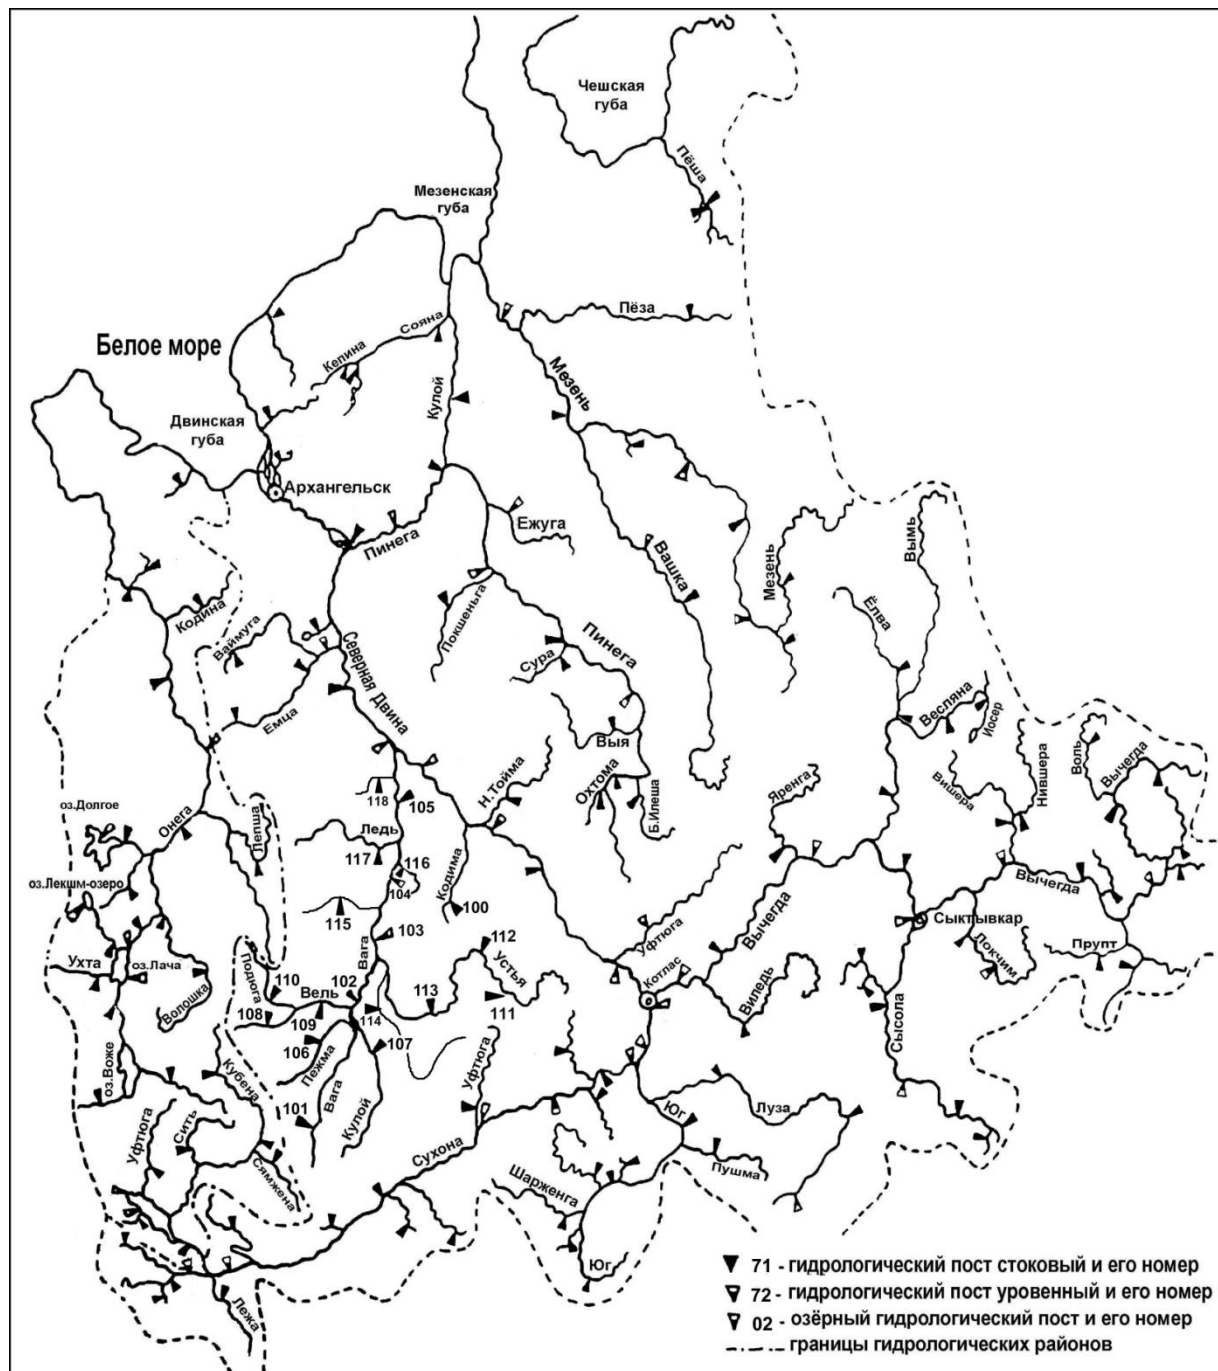 Чешская
губа
Пёша
Мезенская
губа
Пёза
Сояна
Кепина
Белое море
Мезень
Кулой
Двинская
губа
Архангельск
Пинега
Ежуга
Вашка
Мезень
Вымь
Ёлва
Кодина
Ваймуга
Покшеньга
Северная Двина
Сура
Пинега
Емца
Выя
Весляна
Иосер
Нившера
Воль
Вычегда
Вишера
Н.Тойма
Охтома
Б.Илеша
Яренга
118
105
оз.Долгое
Онега
Лепша
Ледь
117
116
104
Кодима
100
оз.Лекшм-озеро
115
Вычегда
Сыктывкар
Вага
103
Уфтюга
Вычегда
Локчим
Прупт
Ухта
оз.Лача
Волошка
Подюга
110
Вель
102
112
Устья
113
111
Котлас
Виледь
108
109
114
Сысола
106
Пежма
107
оз.Воже
Кубена
101
Вага
Кулой
Уфтюга
Юг
Луза
Уфтюга
Сить
Сямжена
Сухона
Пушма
Шарженга
Юг
Лежа
71 - гидрологический пост стоковый и его номер
72 - гидрологический пост уровенный и его номер
02 - озёрный гидрологический пост и его номер
- границы гидрологических районов